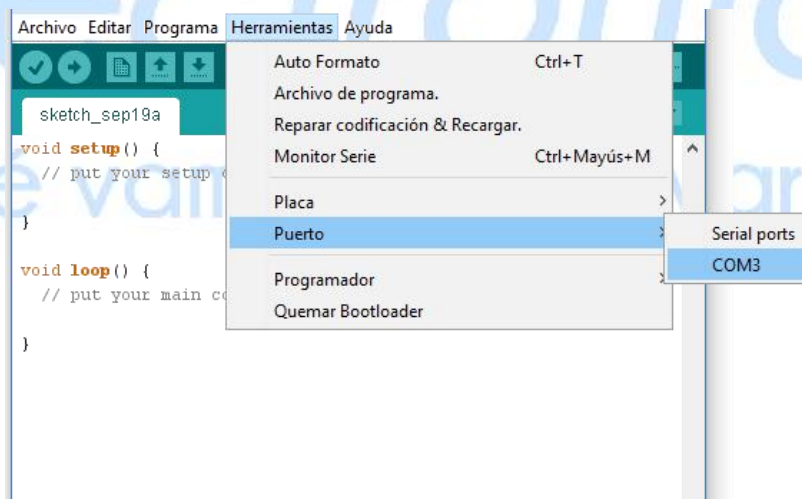 Archivo Editar Programa Herramientas Ayuda
Auto Formato Ctrl+T
Archivo de programa.
Reparar codificación & Recargar.
Monitor Serie Ctrl+Mayús+M
Placa
Puerto
Serial ports
COM3
Programador
Quemar Bootloader
sketch_sep19a
void setup() {
// put your setup
}
void loop() {
// put your main
}